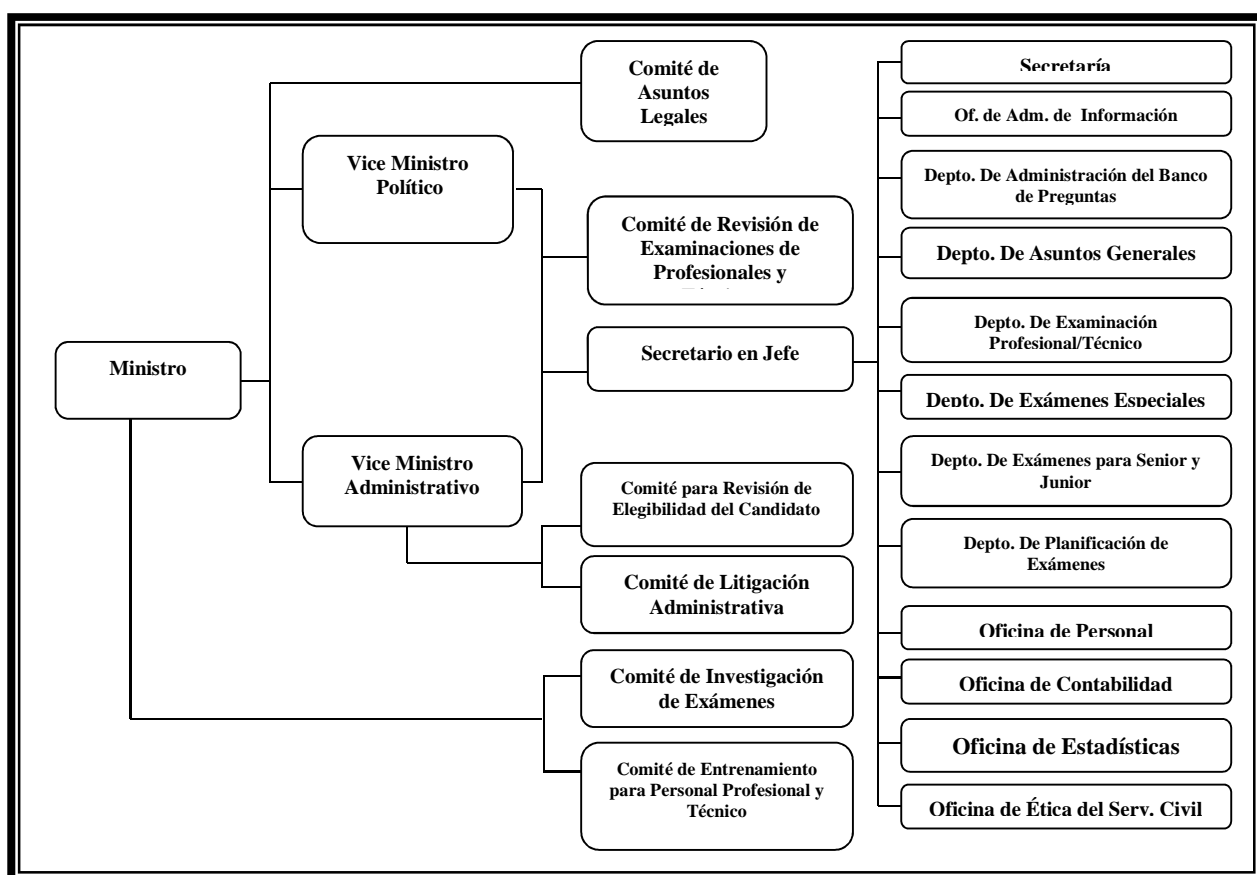 Comité de
Asuntos
Legales
Vice Ministro
Político
Comité de Revisión de
Examinaciones de
Profesionales y
Ministro
Secretario en Jefe
Vice Ministro
Administrativo
Comité para Revisión de
Elegibilidad del Candidato
Comité de Litigación
Administrativa
Comité de Investigación
de Exámenes
Comité de Entrenamiento
para Personal Profesional y
Técnico
Secretaría
Of. de Adm. de Información
Depto. De Administración del Banco
de Preguntas
Depto. De Asuntos Generales
Depto. De Examinación
Profesional/Técnico
Depto. De Exámenes Especiales
Depto. De Exámenes para Senior y
Junior
Depto. De Planificación de
Exámenes
Oficina de Personal
Oficina de Contabilidad
Oficina de Estadísticas
Oficina de Ética del Serv. Civil